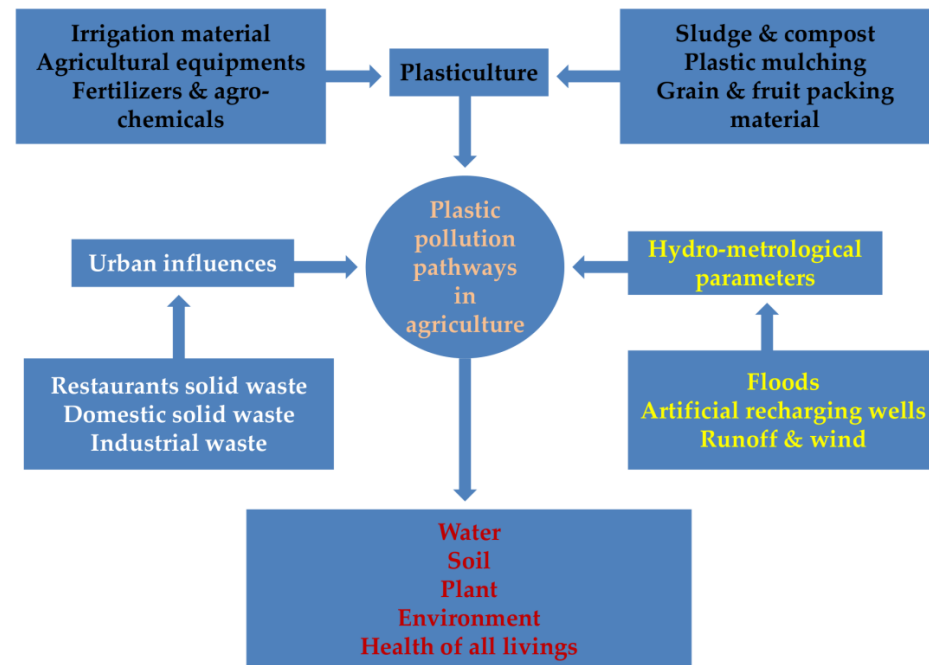 Irrigation material
Agricultural equipments
Fertilizers & agro-
chemicals
Plasticulture
Sludge & compost
Plastic mulching
Grain & fruit packing
material
Plastic
pollution
pathways
in
agriculture
Urban influences
Hydro-metrological
parameters
Restaurants solid waste
Domestic solid waste
Industrial waste
Floods
Artificial recharging wells
Runoff & wind
Water
Soil
Plant
Environment
Health of all livings